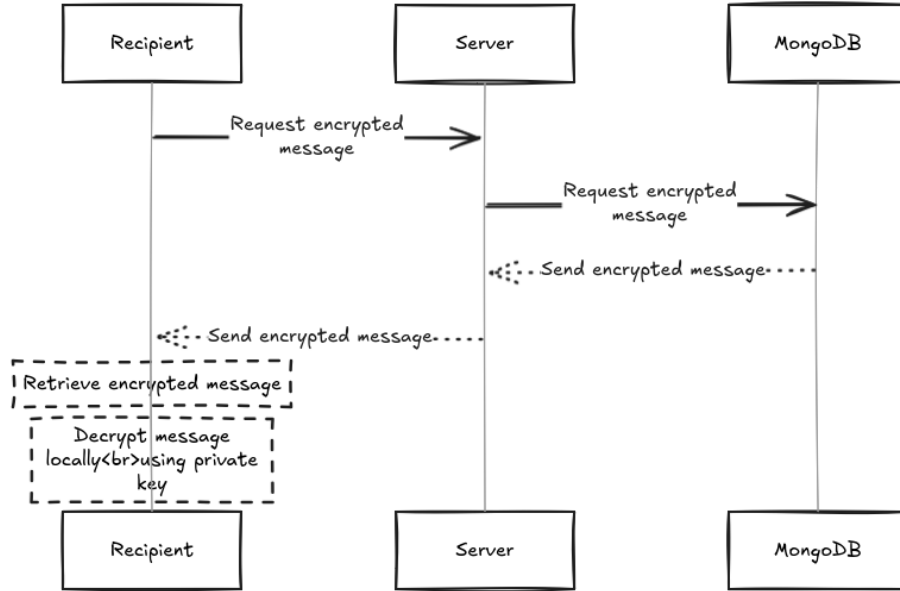 Recipient
Server
MongoDB
Request encrypted
message
Request encrypted
message
Send encrypted message
Send encrypted message
Retrieve encrypted message
Decrypt message
locally<br>using private
key
Recipient
Server
MongoDB